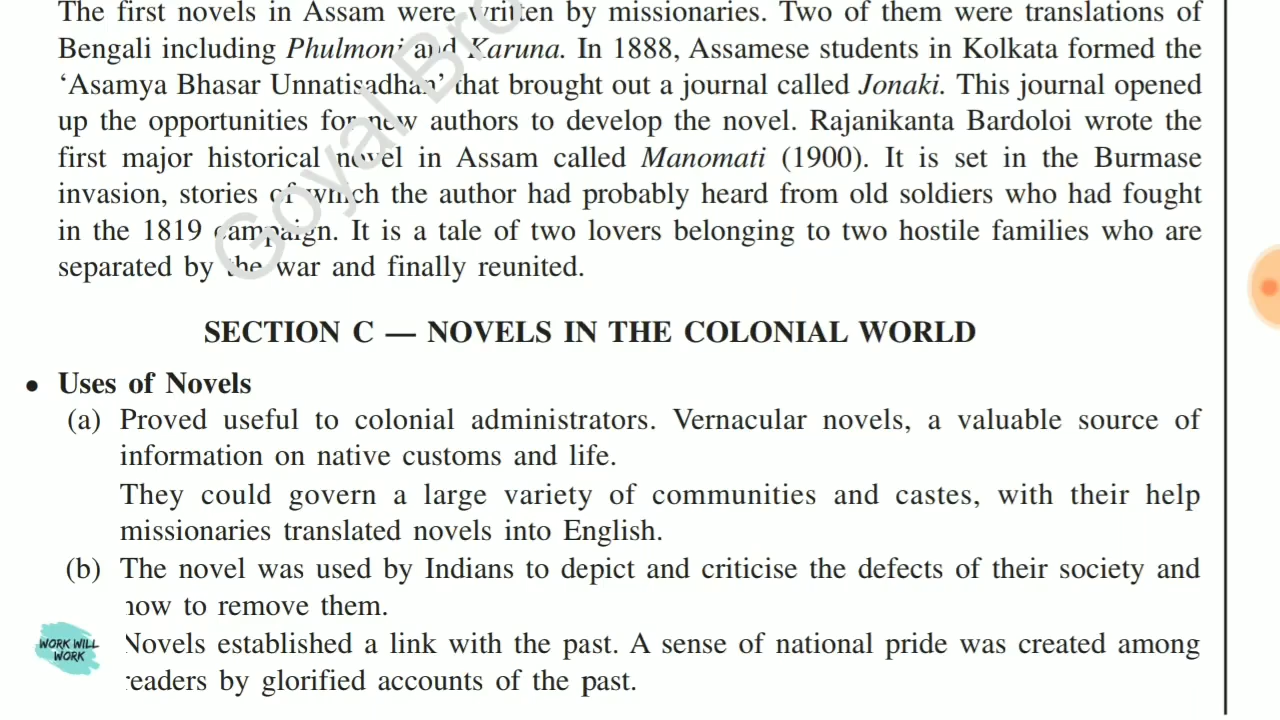 The first novels in Assam were written by missionaries. Two of them were translations of
Bengali including Phulmoni and Karuna. In 1888, Assamese students in Kolkata formed the
‘Asamya Bhasar Unnatisadhan’ that brought out a journal called Jonaki. This journal opened
up the opportunities for new authors to develop the novel. Rajanikanta Bardoloi wrote the
first major historical novel in Assam called Manomati (1900). It is set in the Burmase
invasion, stories of which the author had probably heard from old soldiers who had fought
in the 1819 campaign. It is a tale of two lovers belonging to two hostile families who are
separated by the war and finally reunited.
Goyal Bro
SECTION C — NOVELS IN THE COLONIAL WORLD
• Uses of Novels
(a) Proved useful to colonial administrators. Vernacular novels, a valuable source of
information on native customs and life.
They could govern a large variety of communities and castes, with their help
missionaries translated novels into English.
(b) The novel was used by Indians to depict and criticise the defects of their society and
how to remove them.
Novels established a link with the past. A sense of national pride was created among
readers by glorified accounts of the past.
WORK WILL
WORK